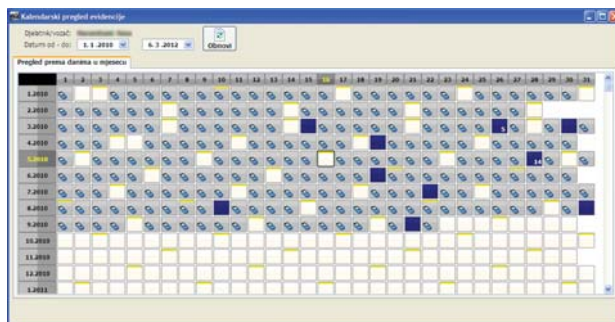 Kalendarski pregled evidencije
Djelatnik/vozač:
Datum od - do: 1. 1 .2010 6. 3 .2012 Obnovi
Pregled prema danima u mjesecu
1 2 3 4 5 6 7 8 9 10 11 12 13 14 15 16 17 18 19 20 21 22 23 24 25 26 27 28 29 30 31
1.2010
2.2010
3.2010 5
4.2010
5.2010 14
6.2010
7.2010
8.2010
9.2010
10.2010
11.2010
12.2010
1.2011